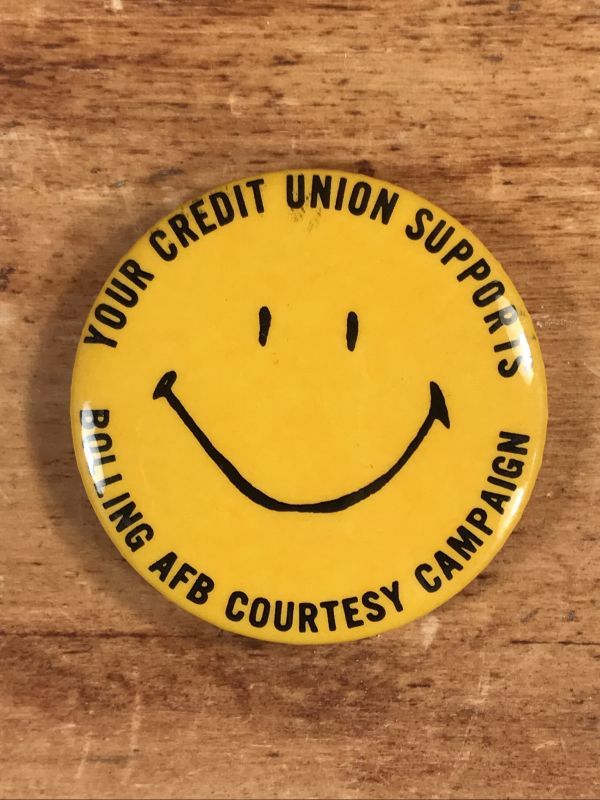 YOUR CREDIT UNION SUPPORTS
BOLLING AFB COURTESY CAMPAIGN